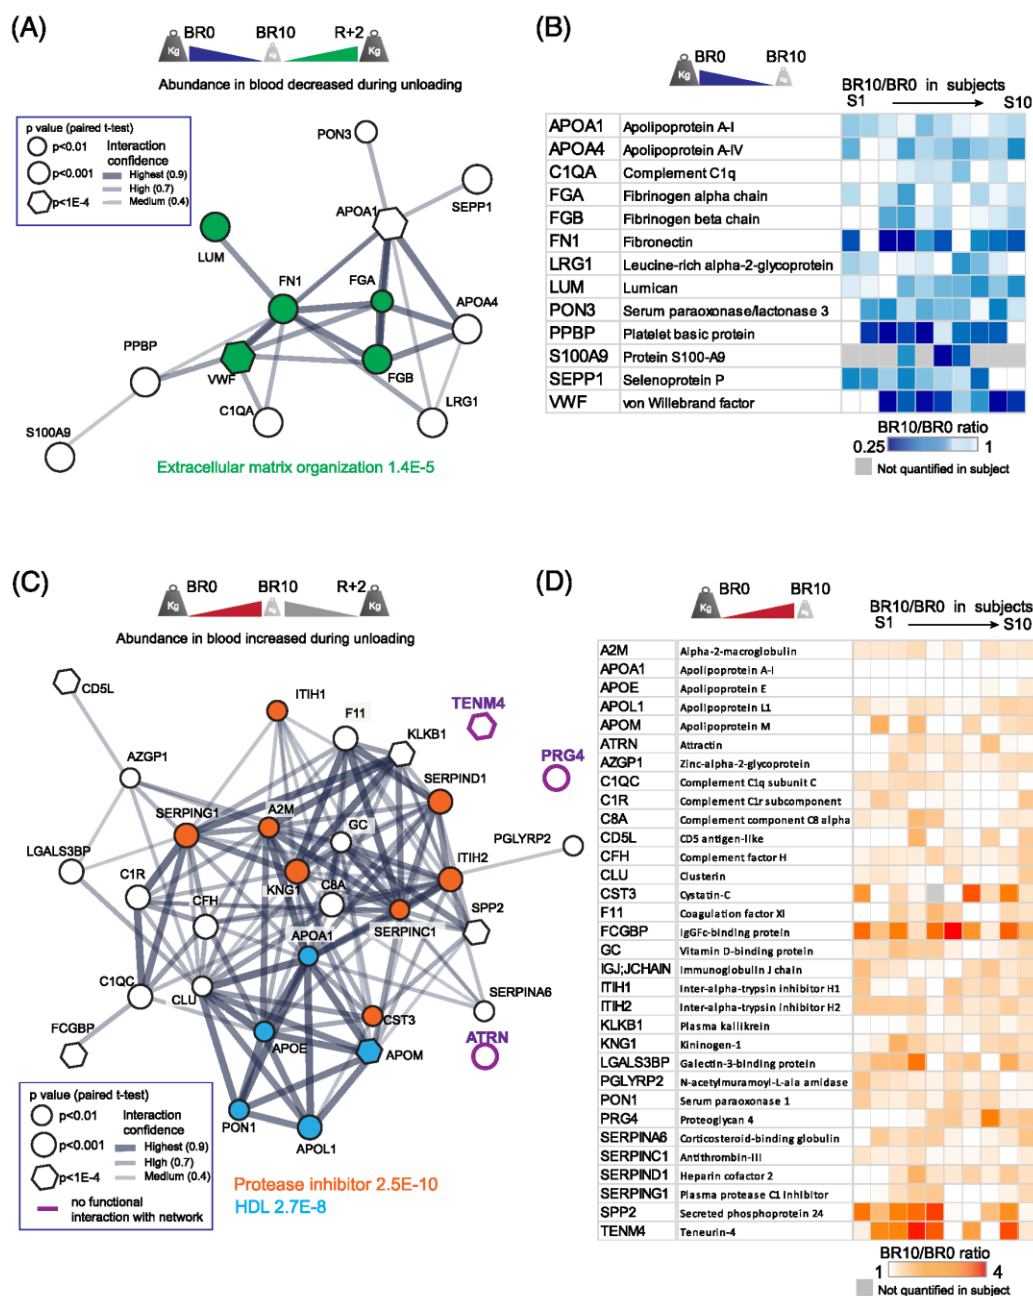 (A)
BR0 BR10 R+2
Kg Kg Kg
Abundance in blood decreased during unloading
p value (paired t-test)
p<0.01
p<0.001
p<1E-4
Interaction
confidence
Highest (0.9)
High (0.7)
Medium (0.4)
PON3
SEPP1
APOA1
LUM
FN1
FGA
APOA4
PPBP
VWF
FGB
C1QA
LRG1
S100A9
Extracellular matrix organization 1.4E-5
(B)
BR0 BR10
Kg Kg
BR10/BR0 in subjects
S1 S10
APOA1 Apolipoprotein A-I
APOA4 Apolipoprotein A-IV
C1QA Complement C1q
FGA Fibrinogen alpha chain
FGB Fibrinogen beta chain
FN1 Fibronectin
LRG1 Leucine-rich alpha-2-glycoprotein
LUM Lumican
PON3 Serum paraoxonase/lactonase 3
PPBP Platelet basic protein
S100A9 Protein S100-A9
SEPP1 Selenoprotein P
VWF von Willebrand factor
BR10/BR0 ratio
0.25 1
Not quantified in subject
(C)
BR0 BR10 R+2
Kg Kg Kg
Abundance in blood increased during unloading
CD5L
ITIH1
TENM4
F11
KLKB1
PRG4
AZGP1
SERPIND1
SERPING1
A2M
GC
PGLYRP2
LGALS3BP
ITIH2
C1R
KNG1
C8A
SPP2
CFH
SERPINC1
APOA1
C1QC
CLU
SERPINA6
CST3
FCGBP
APOE
APOM
ATRN
PON1
APOL1
p value (paired t-test)
p<0.01
p<0.001
p<1E-4
Interaction
confidence
Highest (0.9)
High (0.7)
Medium (0.4)
no functional
interaction with network
Protease inhibitor 2.5E-10
HDL 2.7E-8
(D)
BR0 BR10
Kg Kg
BR10/BR0 in subjects
S1 S10
A2M Alpha-2-macroglobulin
APOA1 Apolipoprotein A-I
APOE Apolipoprotein E
APOL1 Apolipoprotein L1
APOM Apolipoprotein M
ATRN Attractin
AZGP1 Zinc-alpha-2-glycoprotein
C1QC Complement C1q subunit C
C1R Complement C1r subcomponent
C8A Complement component C8 alpha
CD5L CD5 antigen-like
CFH Complement factor H
CLU Clusterin
CST3 Cystatin-C
F11 Coagulation factor XI
FCGBP IgGFc-binding protein
GC Vitamin D-binding protein
IGJ;JCHAIN Immunoglobulin J chain
ITIH1 Inter-alpha-trypsin inhibitor H1
ITIH2 Inter-alpha-trypsin inhibitor H2
KLKB1 Plasma kallikrein
KNG1 Kininogen-1
LGALS3BP Galectin-3-binding protein
PGLYRP2 N-acetylmuramoyl-L-ala amidase
PON1 Serum paraoxonase 1
PRG4 Proteoglycan 4
SERPINA6 Corticosteroid-binding globulin
SERPINC1 Antithrombin-III
SERPIND1 Heparin cofactor 2
SERPING1 Plasma protease C1 inhibitor
SPP2 Secreted phosphoprotein 24
TENM4 Teneurin-4
BR10/BR0 ratio
1 4
Not quantified in subject